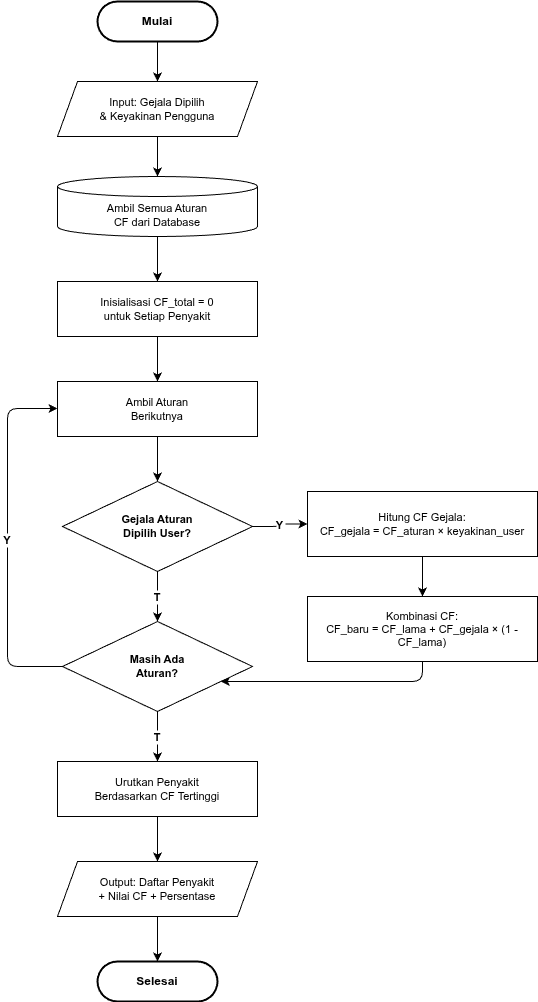 Mulai
Input: Gejala Dipilih
& Keyakinan Pengguna
Ambil Semua Aturan
CF dari Database
Inisialisasi CF_total = 0
untuk Setiap Penyakit
Ambil Aturan
Berikutnya
Gejala Aturan
Dipilih User?
Y
Hitung CF Gejala:
CF_gejala = CF_aturan × keyakinan_user
Kombinasi CF:
CF_baru = CF_lama + CF_gejala × (1 -
CF_lama)
T
Y
Masih Ada
Aturan?
T
Urutkan Penyakit
Berdasarkan CF Tertinggi
Output: Daftar Penyakit
+ Nilai CF + Persentase
Selesai